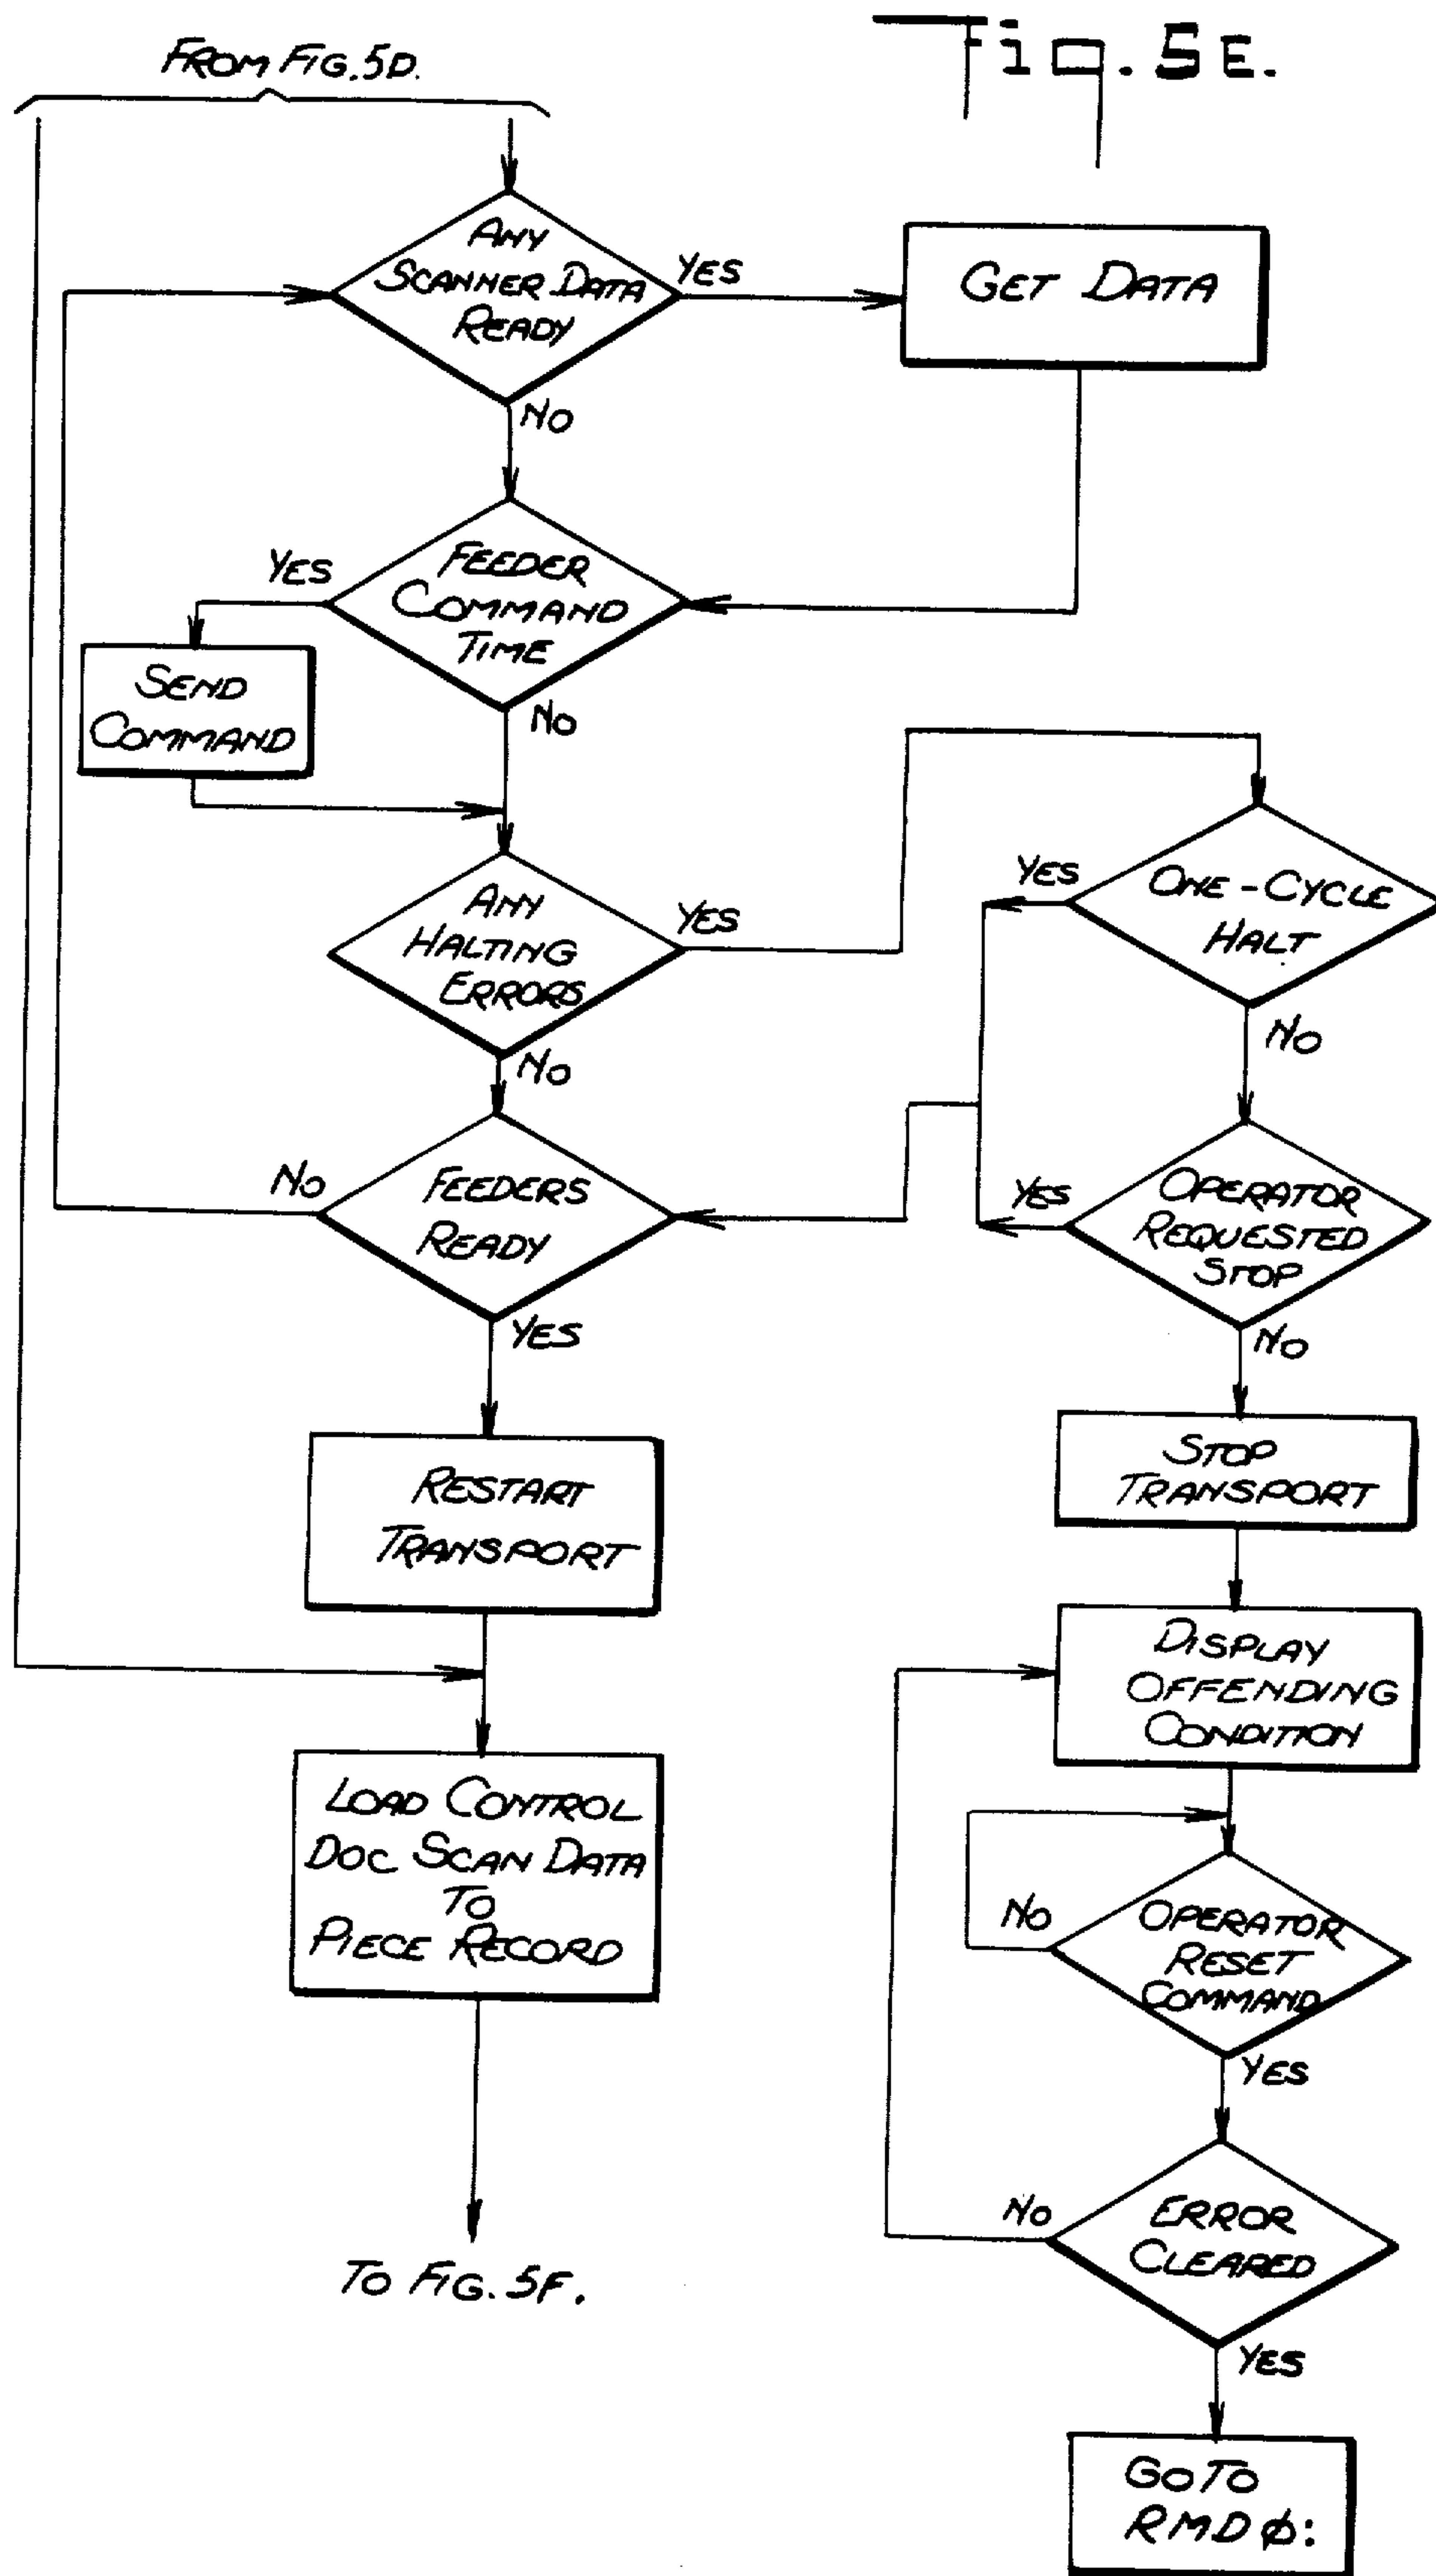 Fig. 5E.
FROM FIG. 5D.
ANY
SCANNER DATA
READY
YES
NO
GET DATA
FEEDER
COMMAND
TIME
YES
NO
SEND
COMMAND
ANY
HALTING
ERRORS
YES
NO
ONE-CYCLE
HALT
YES
NO
FEEDERS
READY
NO
YES
OPERATOR
REQUESTED
STOP
YES
NO
RESTART
TRANSPORT
STOP
TRANSPORT
DISPLAY
OFFENDING
CONDITION
LOAD CONTROL
DOC SCAN DATA
TO
PIECE RECORD
OPERATOR
RESET
COMMAND
NO
YES
ERROR
CLEARED
NO
YES
TO FIG. 5F.
GO TO
RMD φ: